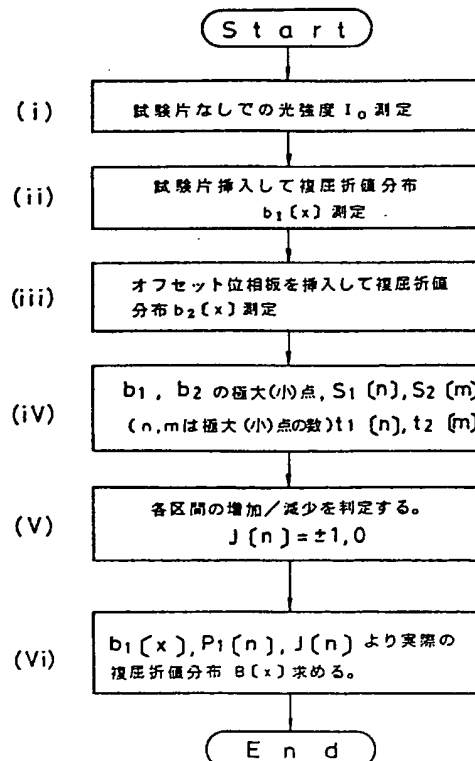 Start
(i)
試験片なしでの光強度 I₀ 測定
(ii)
試験片挿入して複屈折値分布
b₁〔x〕測定
(iii)
オフセット位相板を挿入して複屈折値
分布 b₂〔x〕測定
(iV)
b₁, b₂ の極大(小)点, S₁〔n〕, S₂〔m〕
(n,mは極大(小)点の数) t₁〔n〕, t₂〔m〕
(V)
各区間の増加/減少を判定する。
J〔n〕=±1,0
(Vi)
b₁〔x〕, P₁〔n〕, J〔n〕より実際の
複屈折値分布 B〔x〕求める。
End